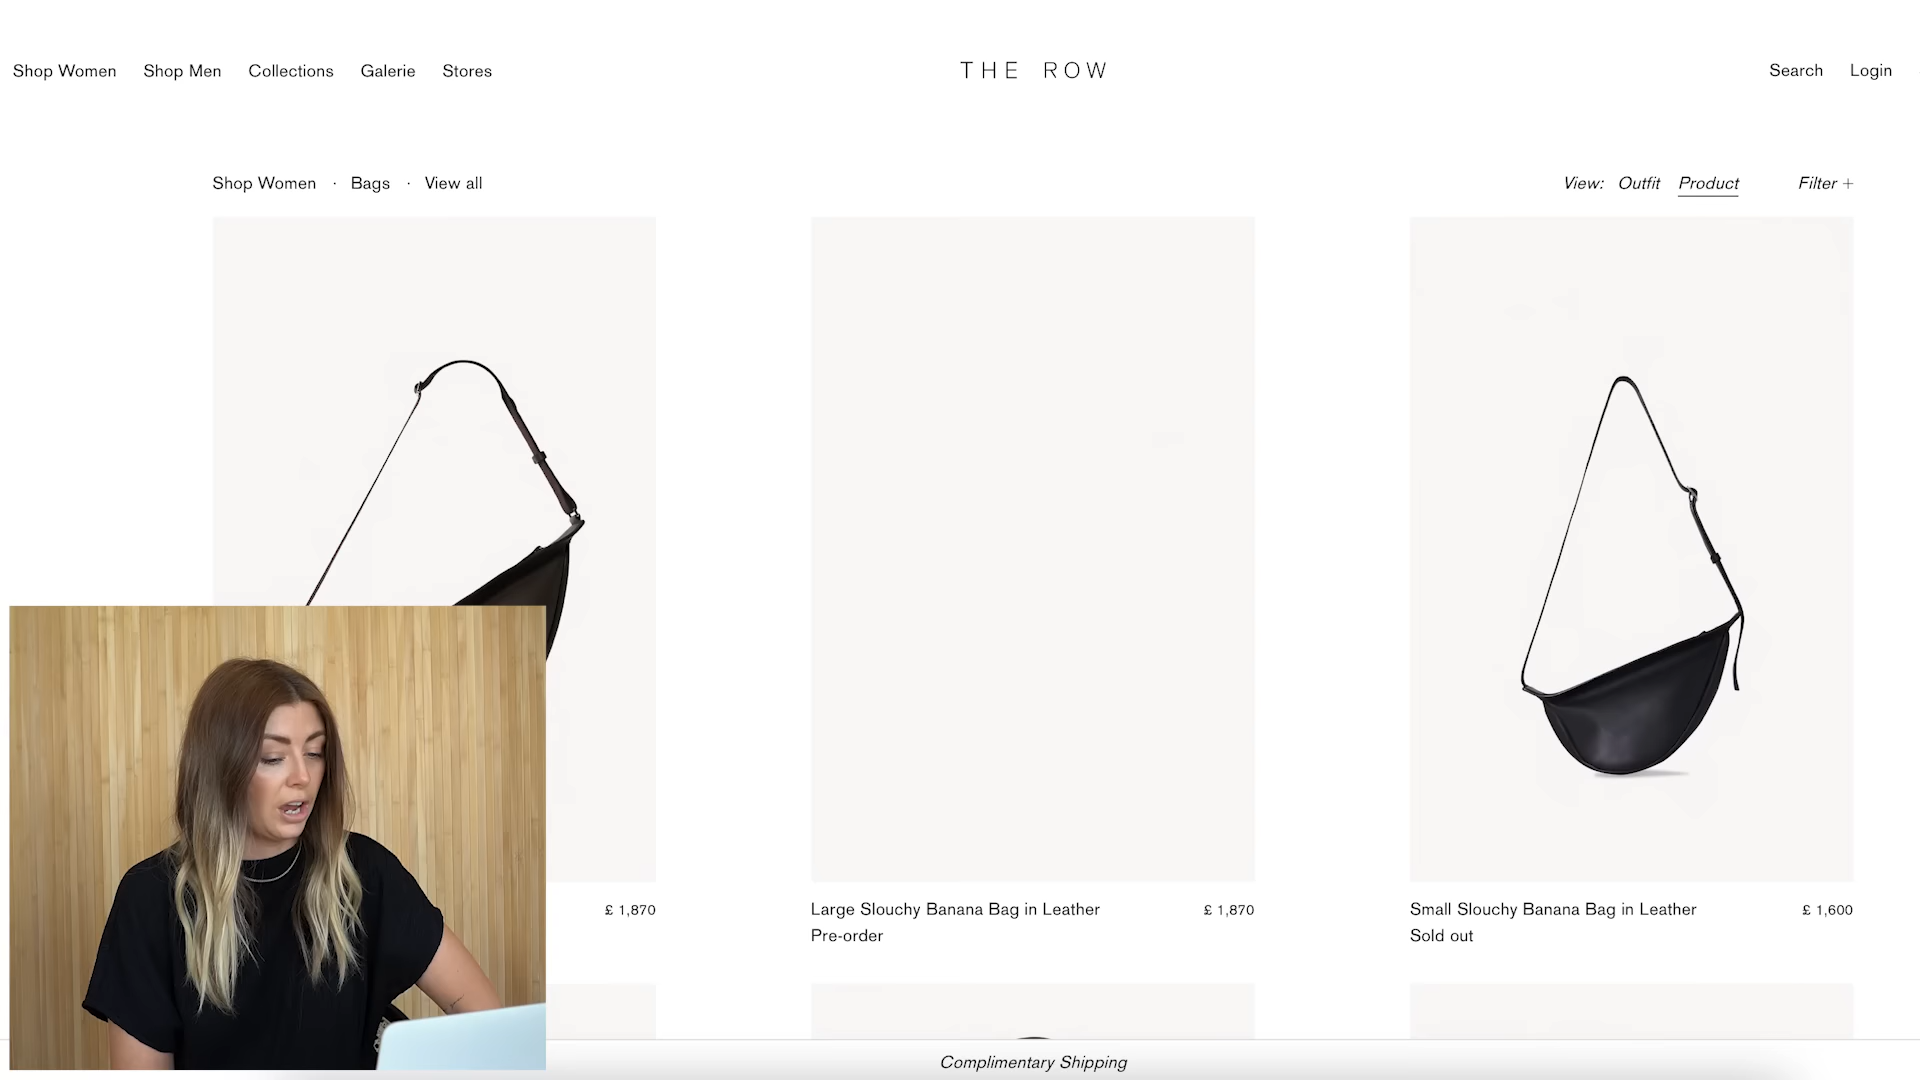 Shop Women Shop Men Collections Galerie Stores THE ROW Search Login
Shop Women · Bags · View all View: Outfit Product Filter +
£ 1,870 Large Slouchy Banana Bag in Leather £ 1,870 Small Slouchy Banana Bag in Leather £ 1,600
Pre-order Sold out
Complimentary Shipping